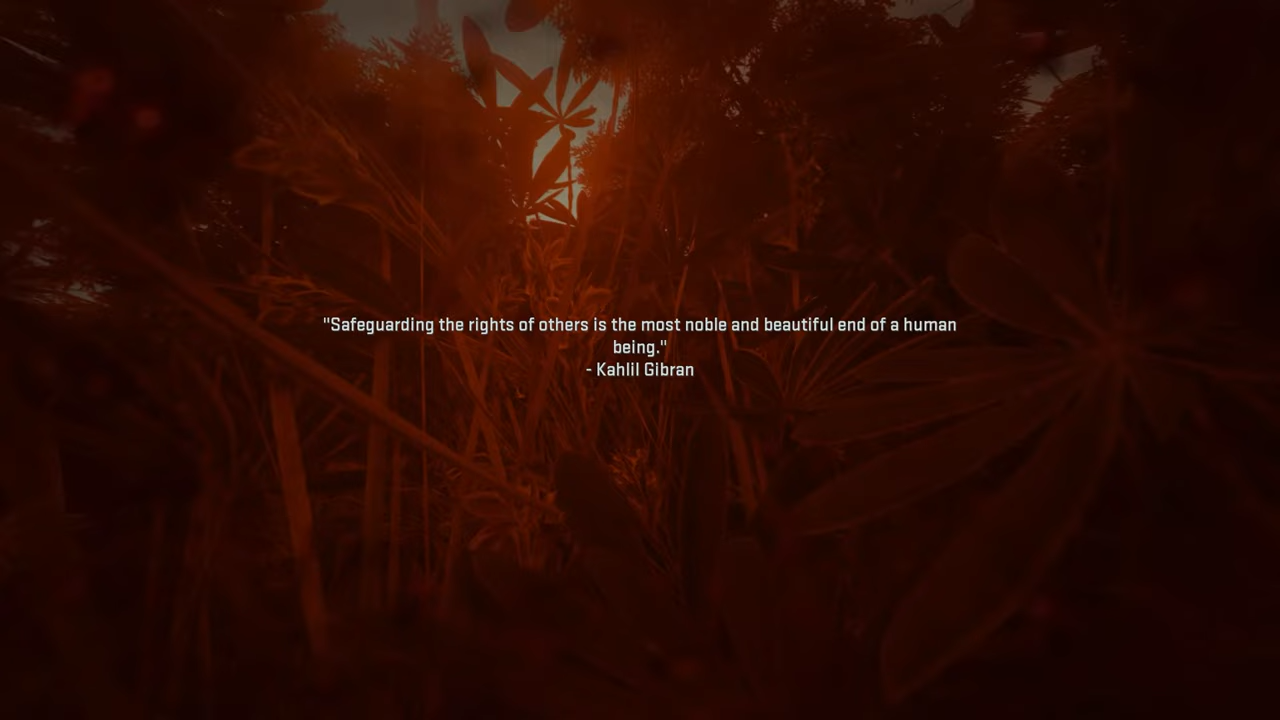 "Safeguarding the rights of others is the most noble and beautiful end of a human
being."
- Kahlil Gibran